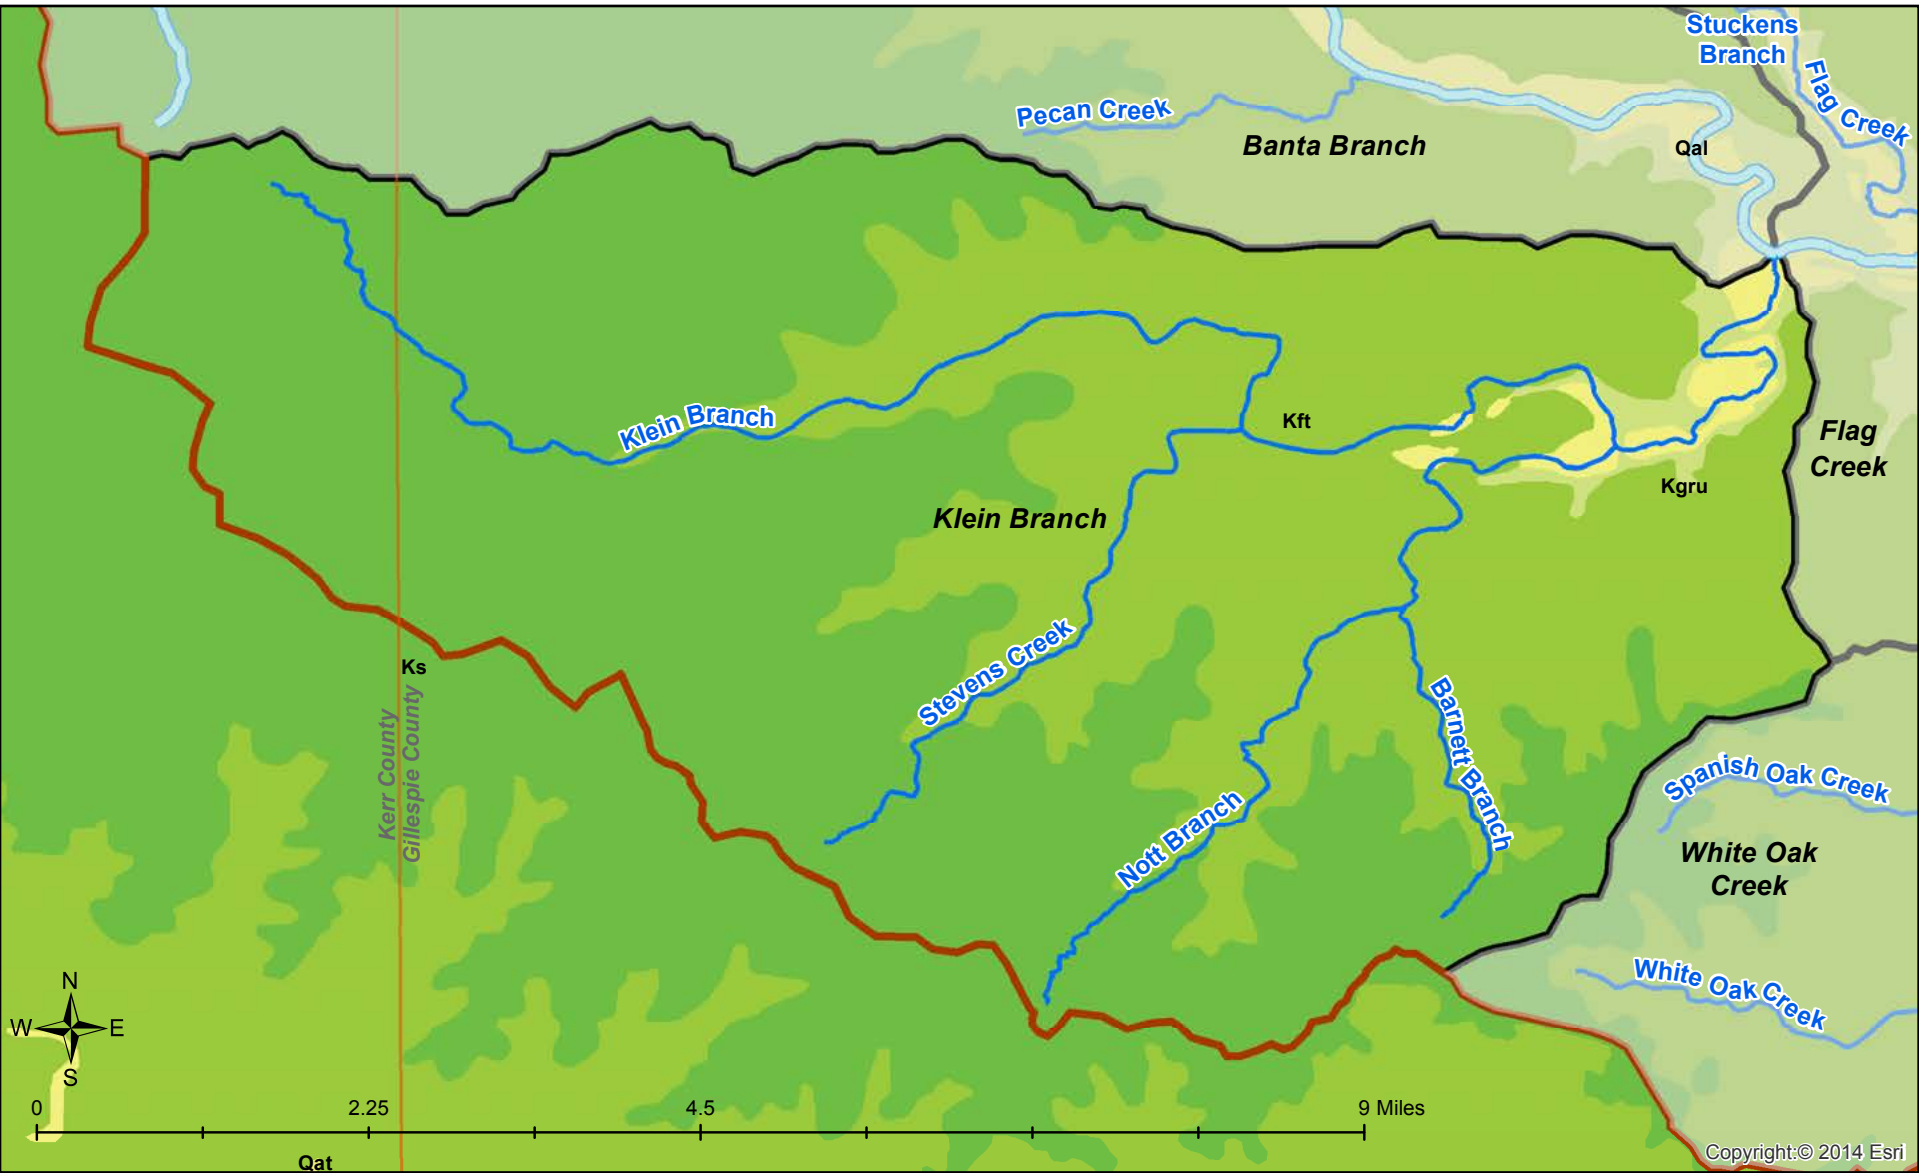 Stuckens
Branch
Flag Creek
Pecan Creek
Banta Branch
Qal
Klein Branch
Kft
Flag
Creek
Kgru
Klein Branch
Stevens Creek
Ks
Kerr County
Gillespie County
Barnett Branch
Spanish Oak Creek
Nott Branch
White Oak
Creek
White Oak Creek
N
W E
S
0 2.25 4.5 9 Miles
Qat
Copyright:© 2014 Esri